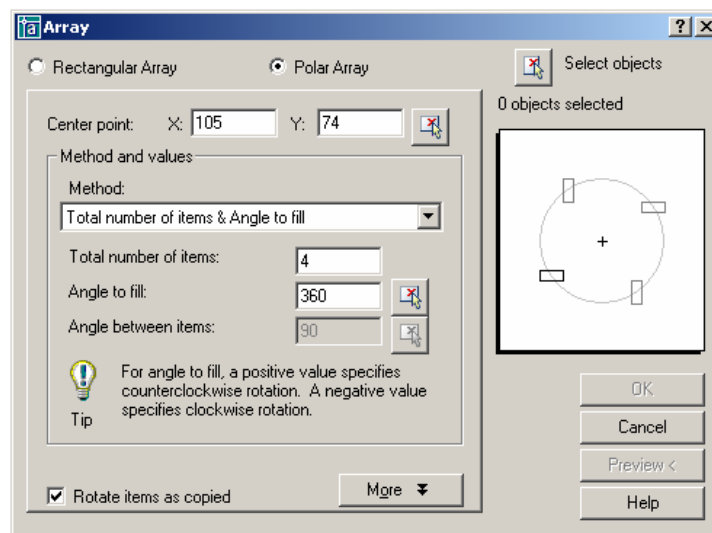 Array
Rectangular Array
Polar Array
Select objects
0 objects selected
Center point: X: 105 Y: 74
Method and values
Method:
Total number of items & Angle to fill
Total number of items: 4
Angle to fill: 360
Angle between items: 90
For angle to fill, a positive value specifies
counterclockwise rotation. A negative value
specifies clockwise rotation.
Tip
Rotate items as copied
More
OK
Cancel
Preview <
Help